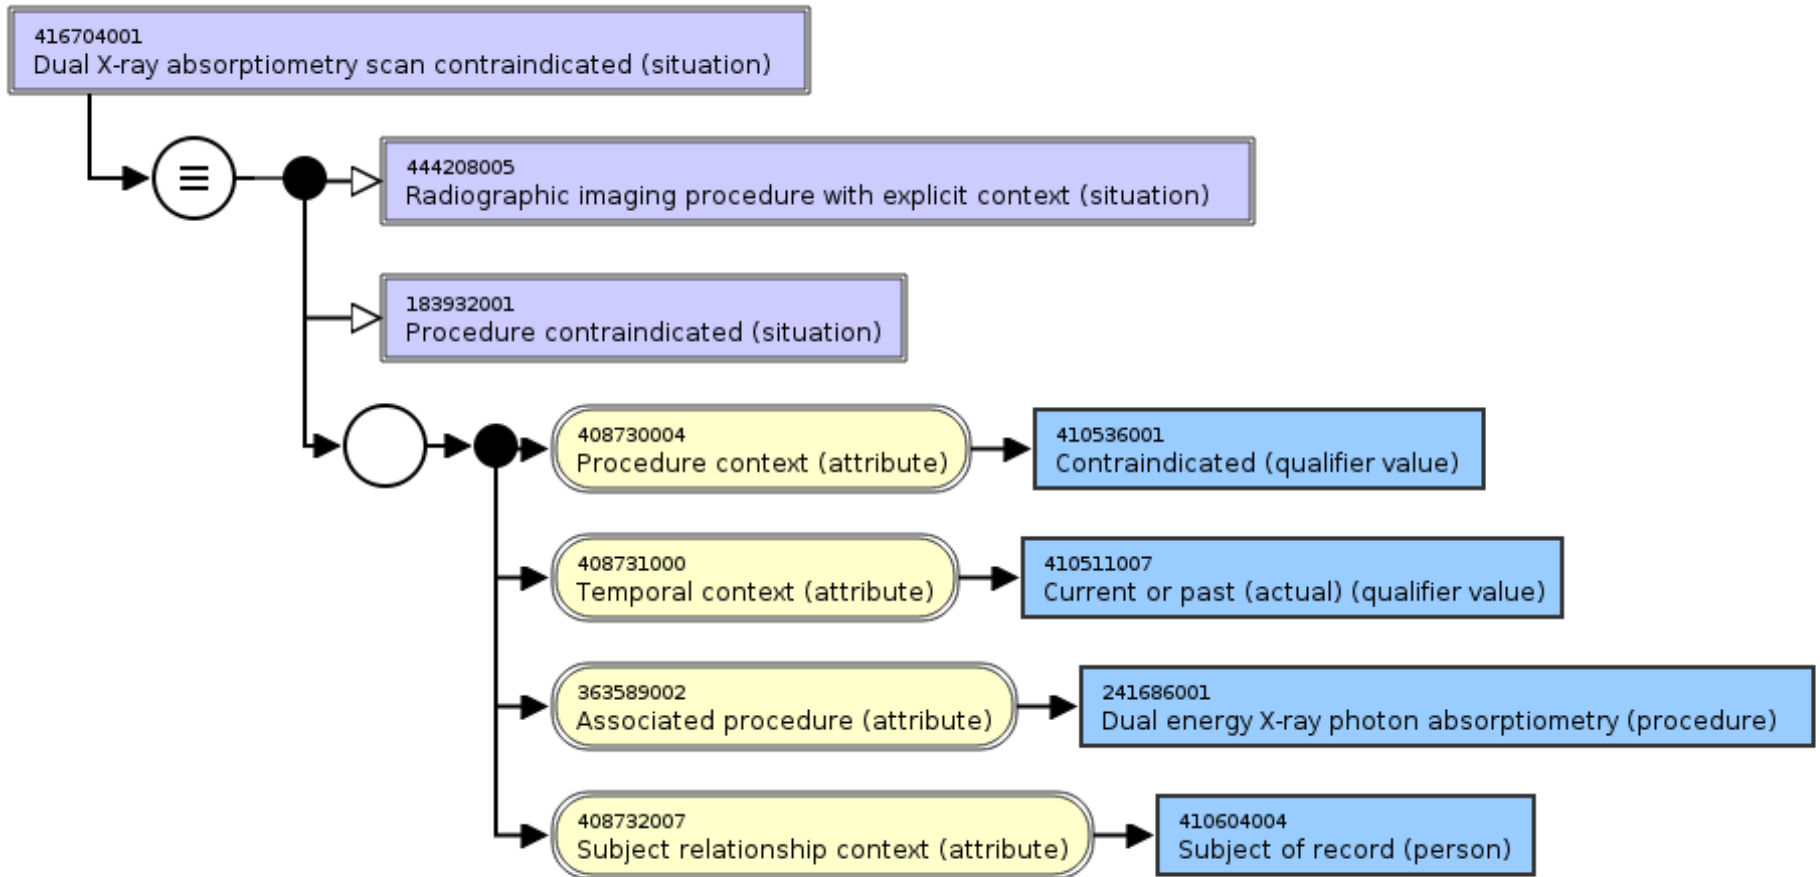 416704001
Dual X-ray absorptiometry scan contraindicated (situation)
444208005
Radiographic imaging procedure with explicit context (situation)
183932001
Procedure contraindicated (situation)
408730004
Procedure context (attribute)
410536001
Contraindicated (qualifier value)
408731000
Temporal context (attribute)
410511007
Current or past (actual) (qualifier value)
363589002
Associated procedure (attribute)
241686001
Dual energy X-ray photon absorptiometry (procedure)
408732007
Subject relationship context (attribute)
410604004
Subject of record (person)